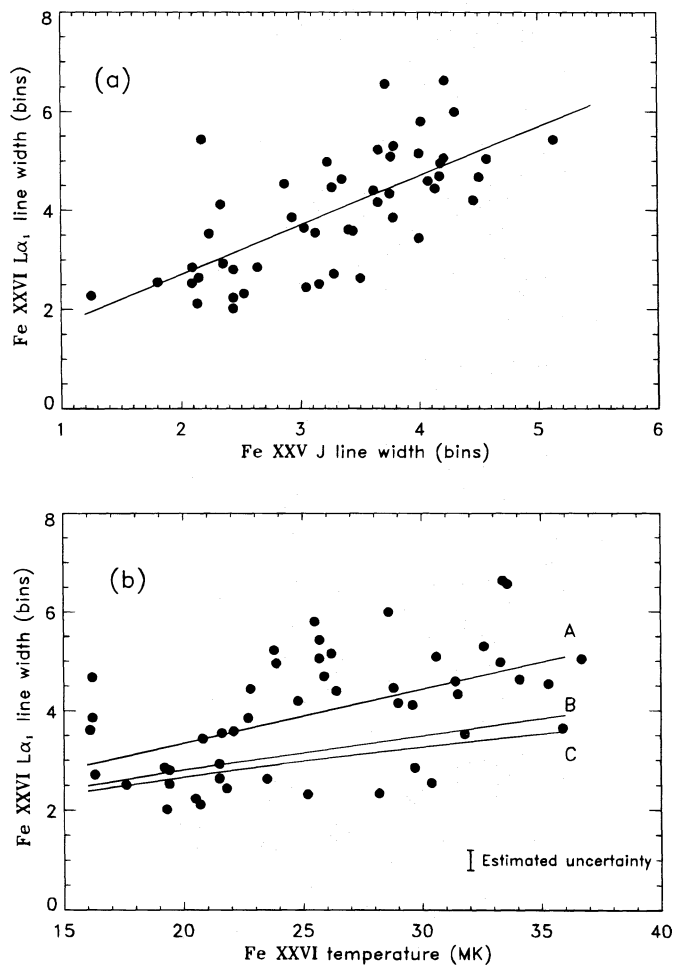 8
(a)
6
Fe XXVI Lα₁ line width (bins)
4
2
0
1 2 3 4 5 6
Fe XXV J line width (bins)
8
(b)
6
A
Fe XXVI Lα₁ line width (bins)
4
B
C
2
Estimated uncertainty
0
15 20 25 30 35 40
Fe XXVI temperature (MK)